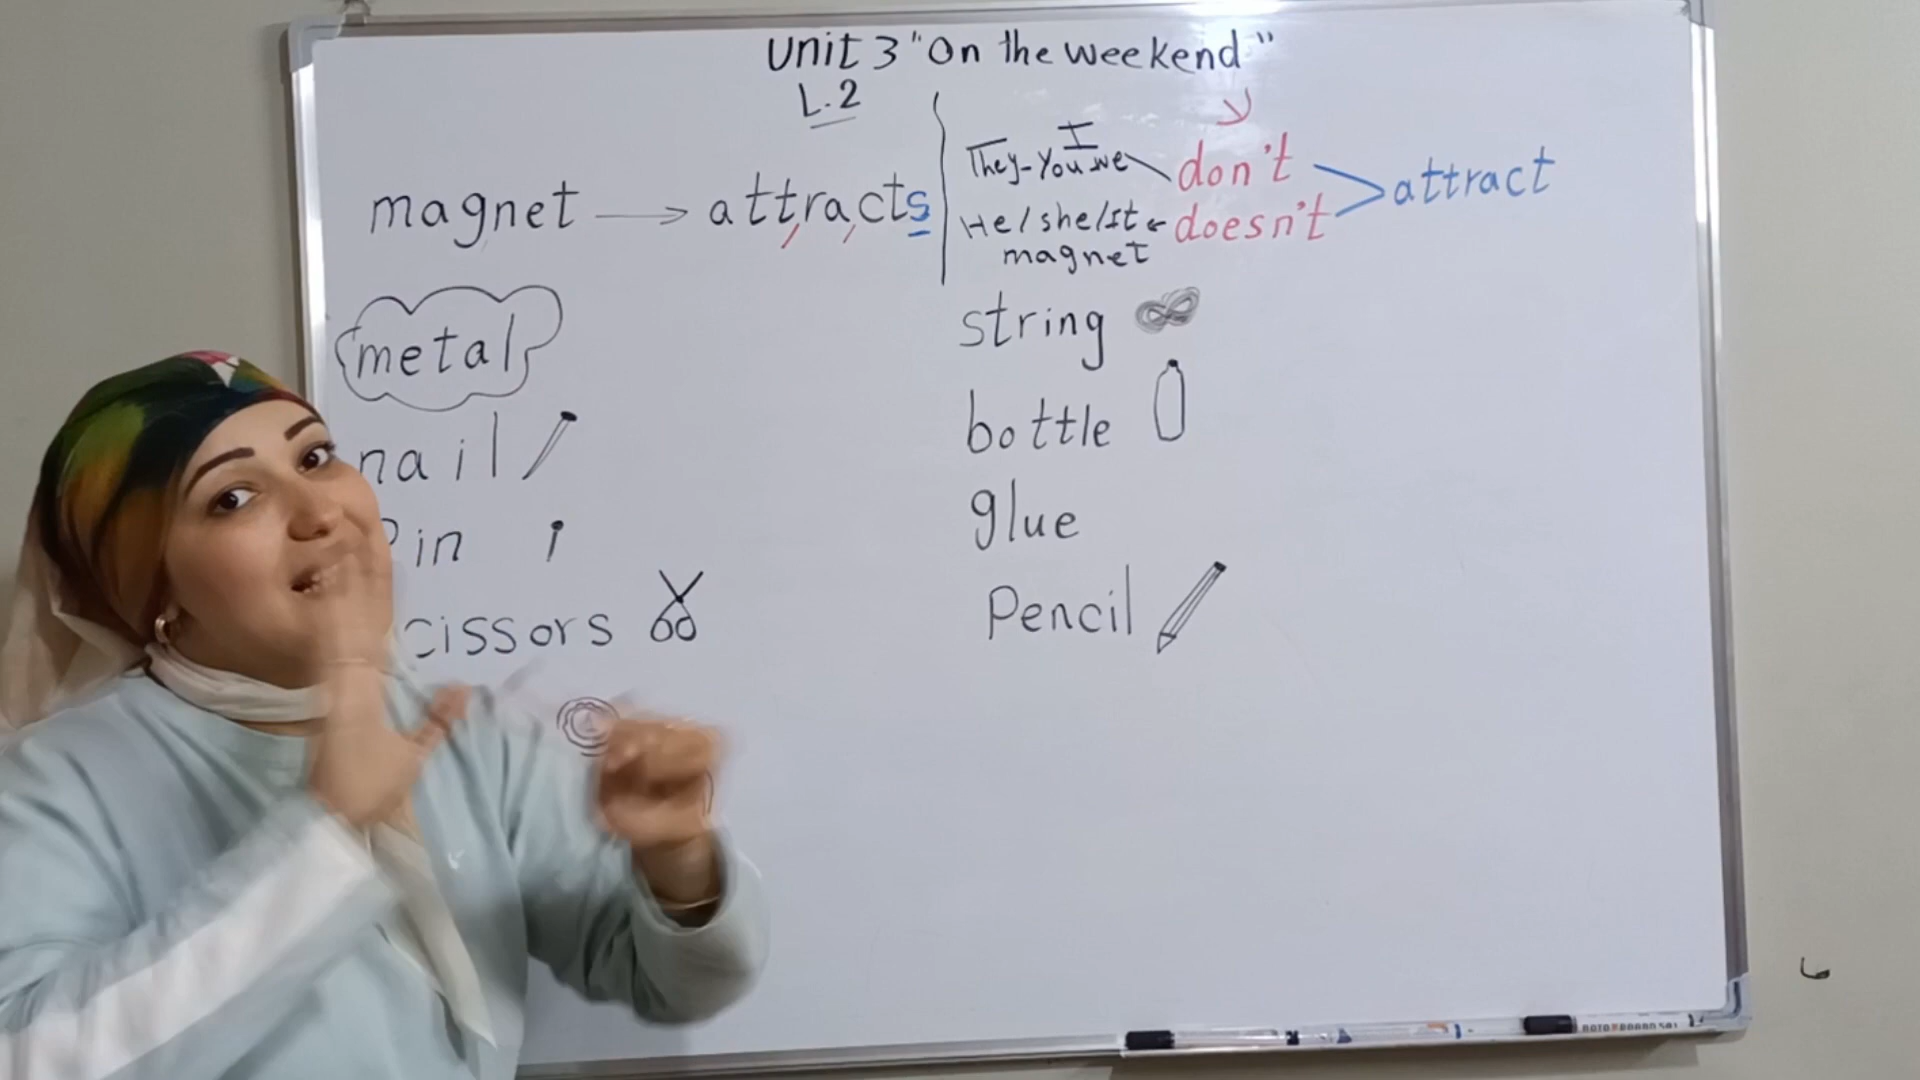 Unit 3 "On the weekend"
L.2
magnet → attracts
I
They-You-we
don't
He/she/It
magnet
doesn't
attract
metal
nail
Pin
cissors
string
bottle
glue
Pencil